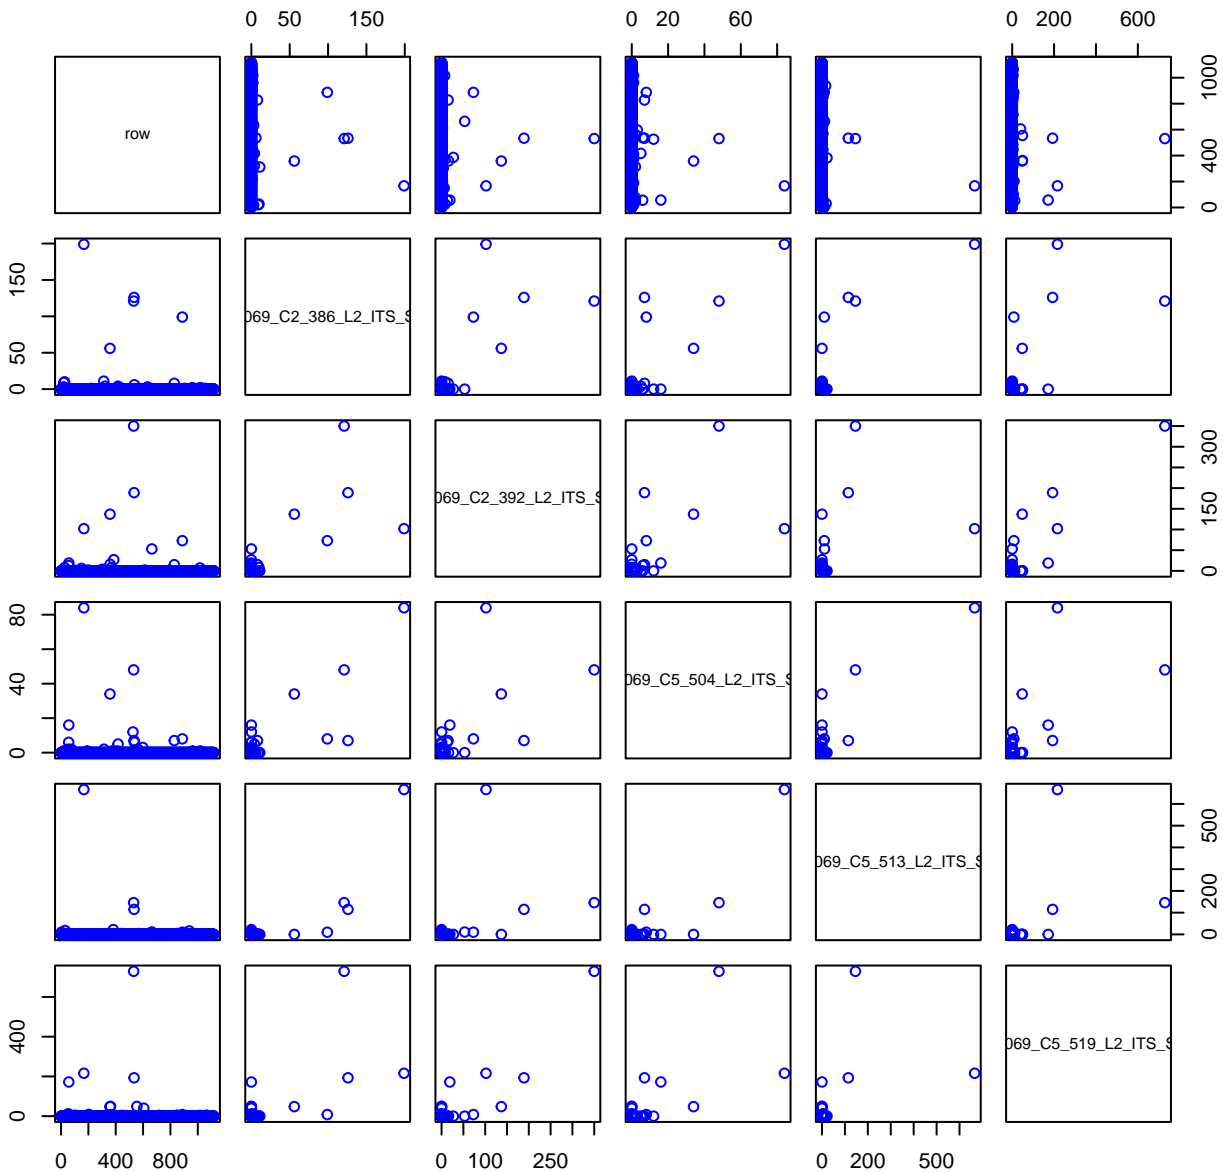 0 50 150 0 20 60 0 200 600
row 0 400 1000
0 50 150 069_C2_386_L2_ITS_S
069_C2_392_L2_ITS_S 0 150 300
0 40 80 069_C5_504_L2_ITS_S
069_C5_513_L2_ITS_S 0 200 500
0 400 069_C5_519_L2_ITS_S
0 400 800 0 100 250 0 200 500